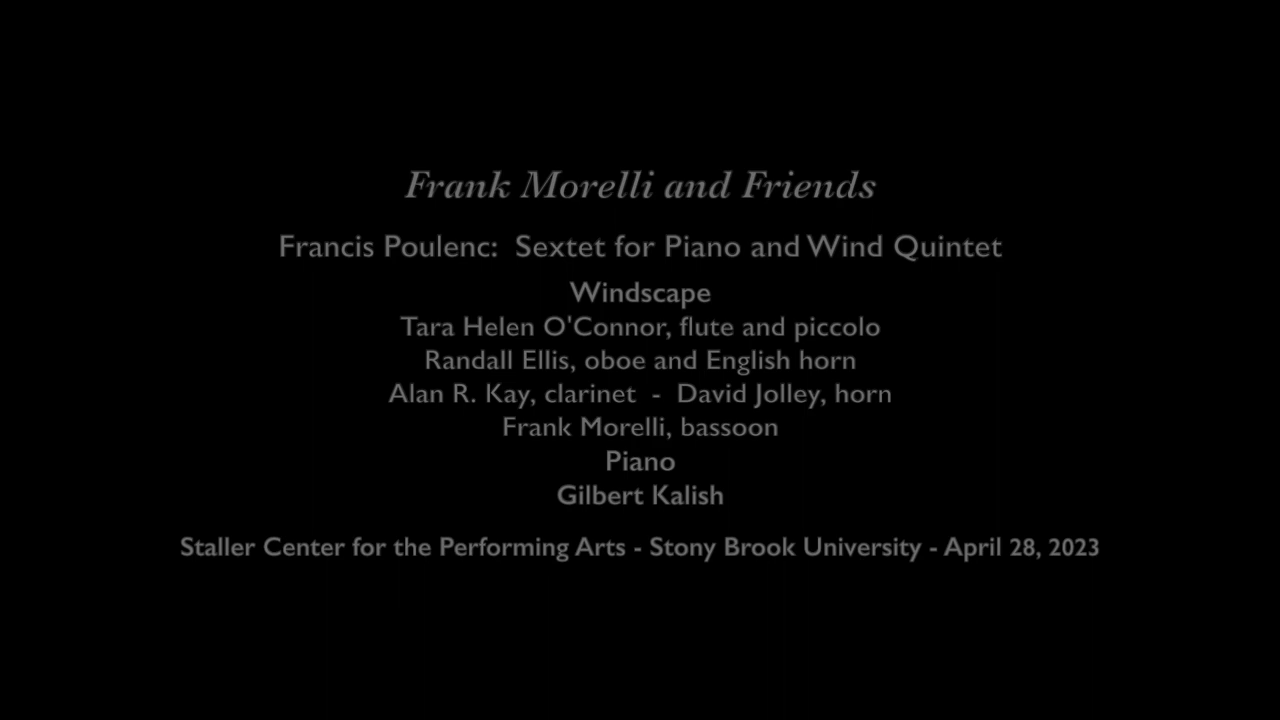 Frank Morelli and Friends
Francis Poulenc:  Sextet for Piano and Wind Quintet
Windscape
Tara Helen O'Connor, flute and piccolo
Randall Ellis, oboe and English horn
Alan R. Kay, clarinet  -  David Jolley, horn
Frank Morelli, bassoon
Piano
Gilbert Kalish
Staller Center for the Performing Arts - Stony Brook University - April 28, 2023